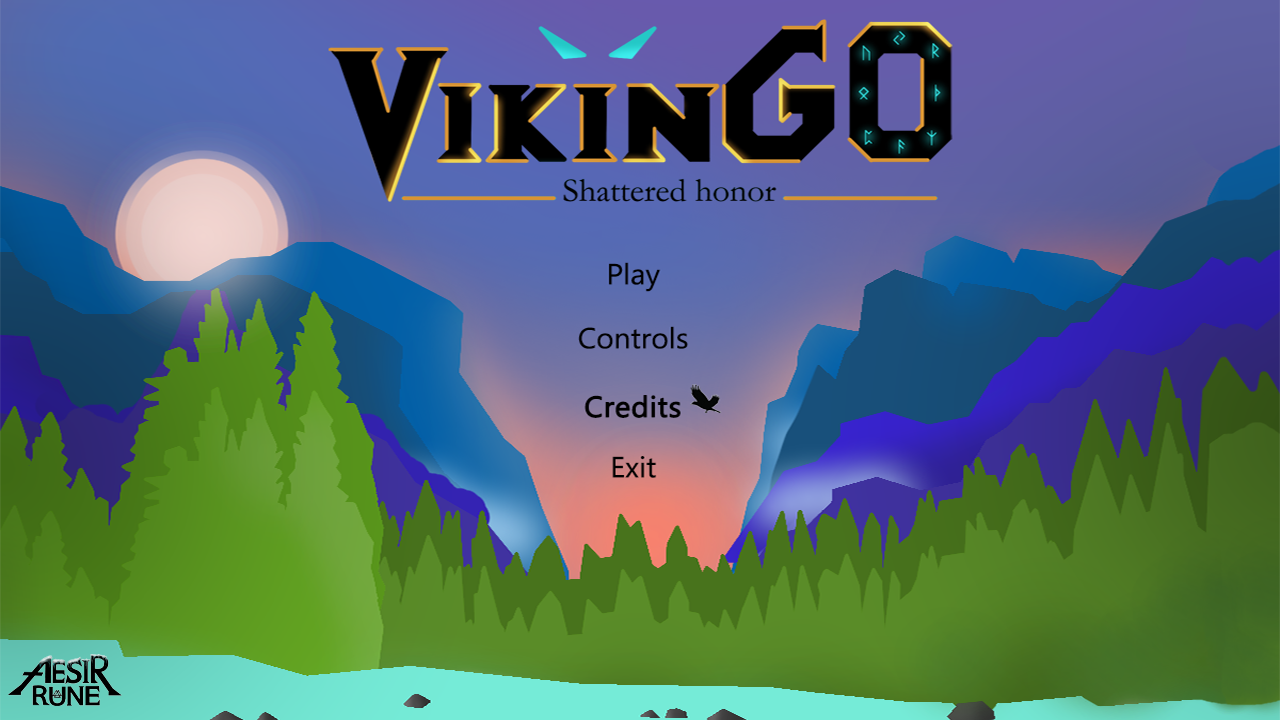 VIKINGO
Shattered honor
Play
Controls
Credits
Exit
AESIR
RUNE